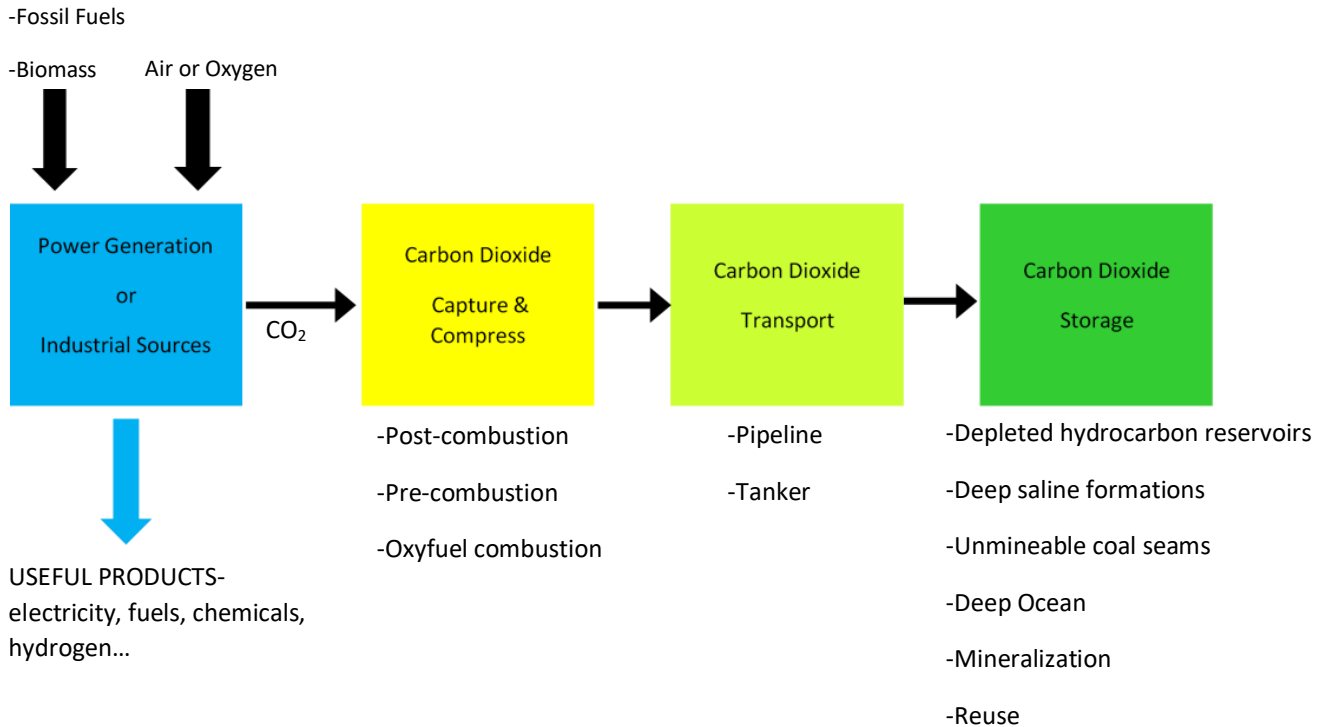 -Fossil Fuels
-Biomass
Air or Oxygen
Power Generation
or
Industrial Sources
CO₂
Carbon Dioxide
Capture &
Compress
Carbon Dioxide
Transport
Carbon Dioxide
Storage
USEFUL PRODUCTS-
electricity, fuels, chemicals,
hydrogen…
-Post-combustion
-Pre-combustion
-Oxyfuel combustion
-Pipeline
-Tanker
-Depleted hydrocarbon reservoirs
-Deep saline formations
-Unmineable coal seams
-Deep Ocean
-Mineralization
-Reuse